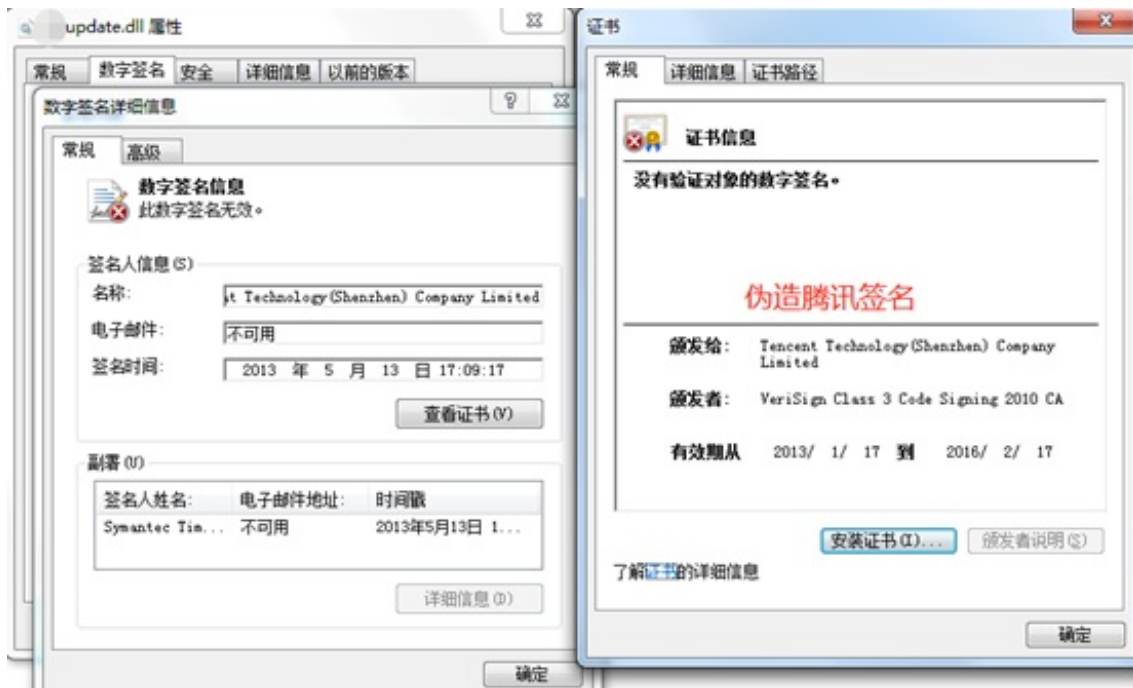 update.dll 属性
常规 数字签名 安全 详细信息 以前的版本
数字签名详细信息
常规 高级
数字签名信息
此数字签名无效。
签名人信息(S)
名称: t Technology(Shenzhen) Company Limited
电子邮件: 不可用
签名时间: 2013 年 5 月 13 日 17:09:17
查看证书(V)
副署(U)
签名人姓名: 电子邮件地址: 时间戳
Symantec Tim... 不可用 2013年5月13日 1...
详细信息(D)
确定
证书
常规 详细信息 证书路径
证书信息
没有验证对象的数字签名。
伪造腾讯签名
颁发给: Tencent Technology(Shenzhen) Company
Limited
颁发者: VeriSign Class 3 Code Signing 2010 CA
有效期从 2013/ 1/ 17 到 2016/ 2/ 17
安装证书(I)... 颁发者说明(S)
了解证书的详细信息
确定